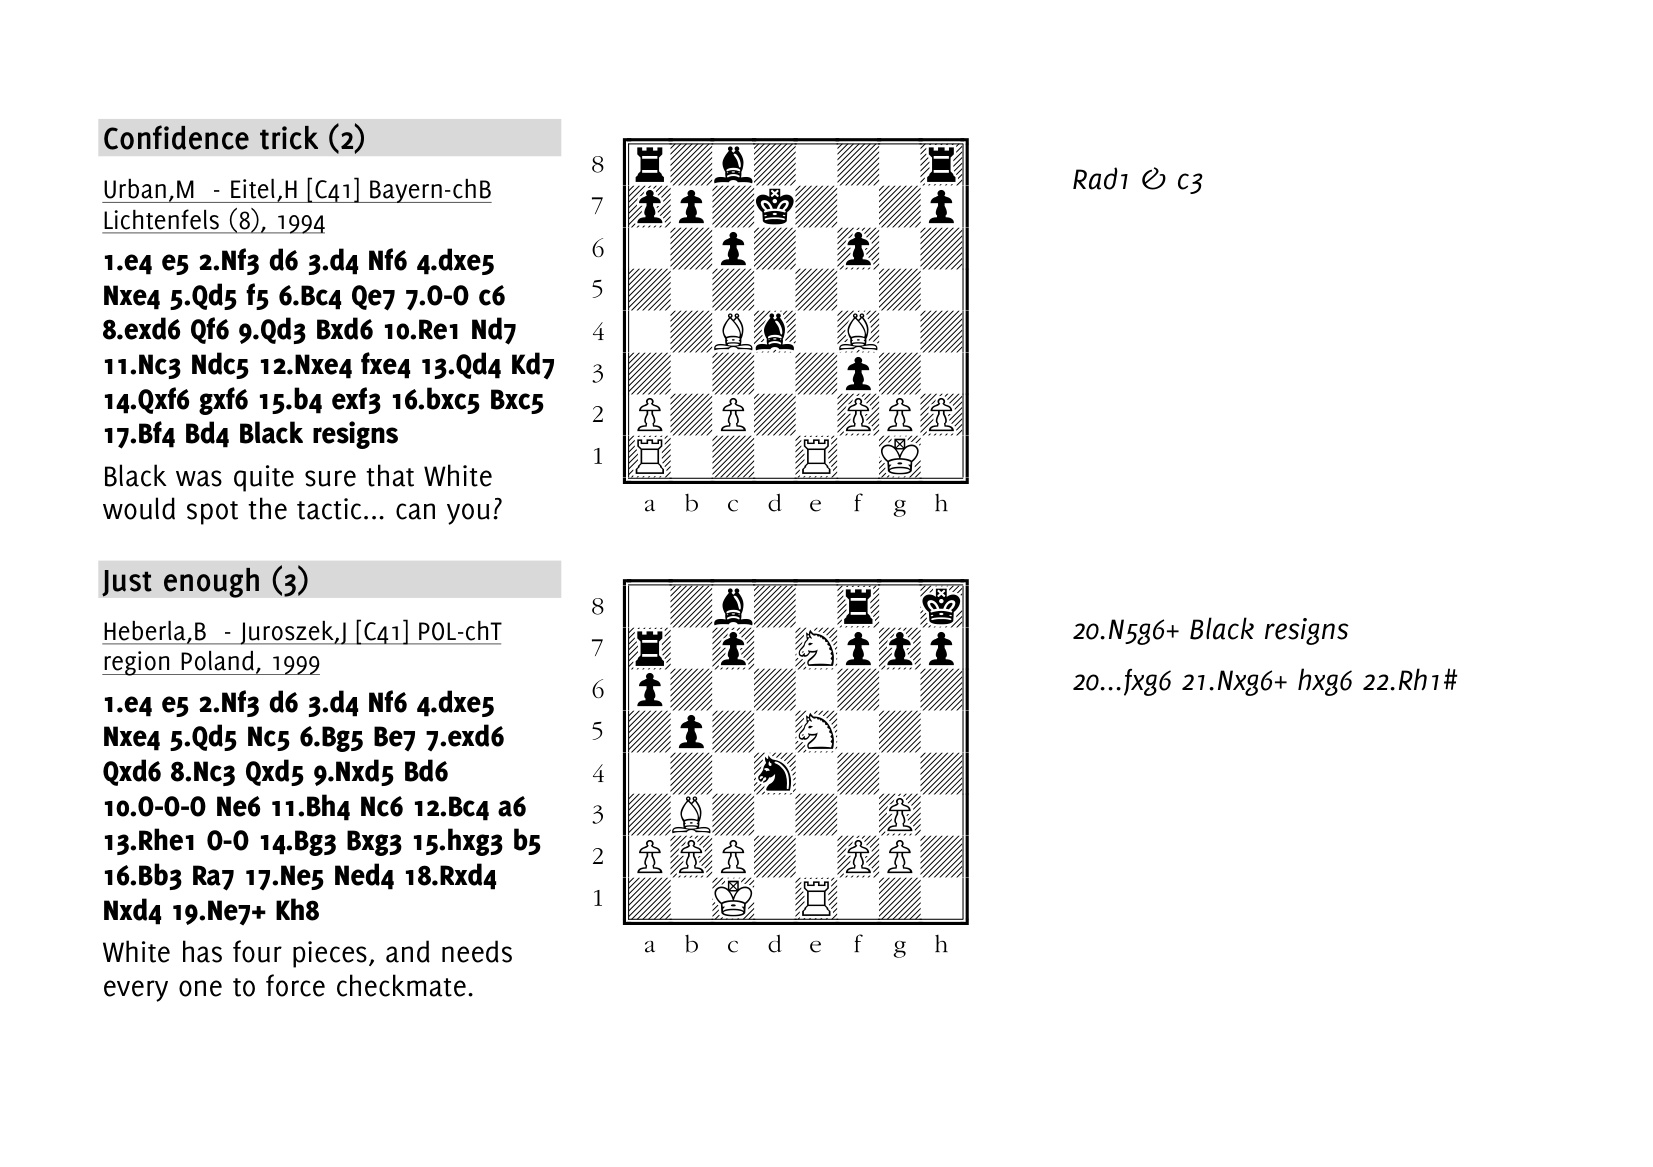 Confidence trick (2)
Urban,M - Eitel,H [C41] Bayern-chB
Lichtenfels (8), 1994
1.e4 e5 2.Nf3 d6 3.d4 Nf6 4.dxe5
Nxe4 5.Qd5 f5 6.Bc4 Qe7 7.O-O c6
8.exd6 Qf6 9.Qd3 Bxd6 10.Re1 Nd7
11.Nc3 Ndc5 12.Nxe4 fxe4 13.Qd4 Kd7
14.Qxf6 gxf6 15.b4 exf3 16.bxc5 Bxc5
17.Bf4 Bd4 Black resigns
Black was quite sure that White
would spot the tactic... can you?
8
7
6
5
4
3
2
1
a b c d e f g h
Rad1 & c3
Just enough (3)
Heberla,B - Juroszek,J [C41] POL-chT
region Poland, 1999
1.e4 e5 2.Nf3 d6 3.d4 Nf6 4.dxe5
Nxe4 5.Qd5 Nc5 6.Bg5 Be7 7.exd6
Qxd6 8.Nc3 Qxd5 9.Nxd5 Bd6
10.O-O-O Ne6 11.Bh4 Nc6 12.Bc4 a6
13.Rhe1 O-O 14.Bg3 Bxg3 15.hxg3 b5
16.Bb3 Ra7 17.Ne5 Ned4 18.Rxd4
Nxd4 19.Ne7+ Kh8
White has four pieces, and needs
every one to force checkmate.
8
7
6
5
4
3
2
1
a b c d e f g h
20.N5g6+ Black resigns
20...fxg6 21.Nxg6+ hxg6 22.Rh1#